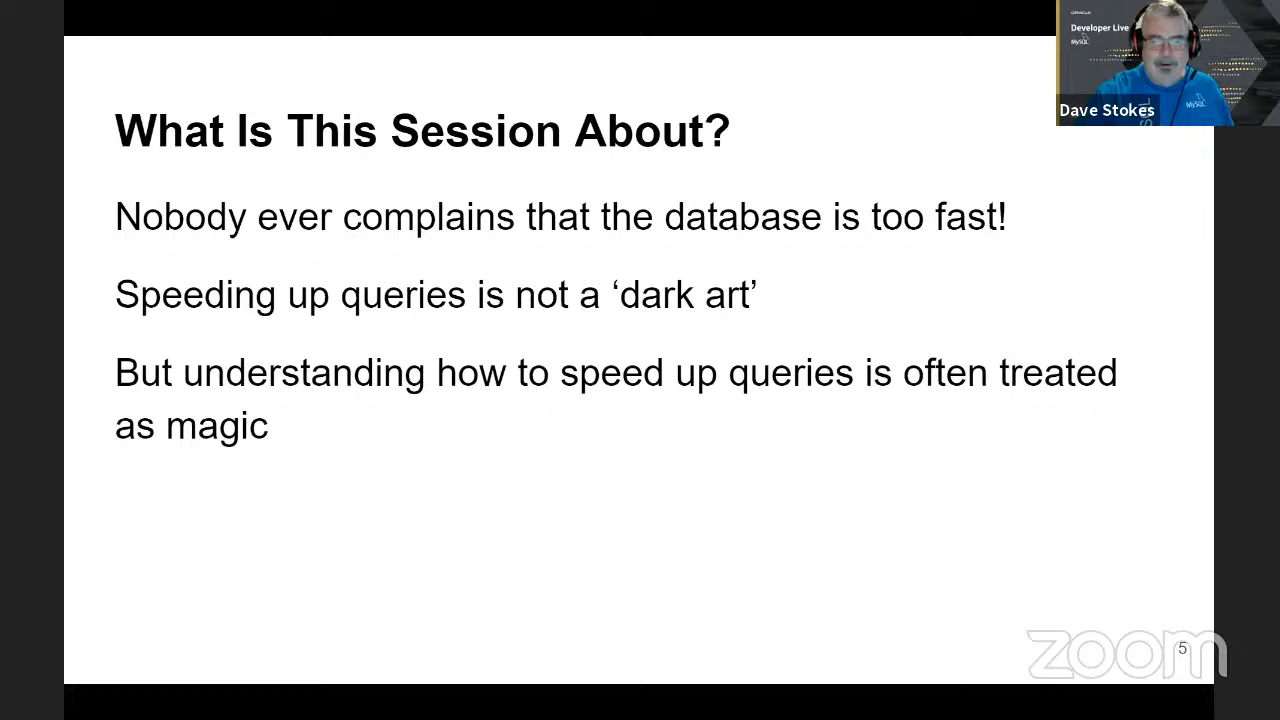 ORACLE
Developer Live
MySQL
MySQL
Dave Stokes
What Is This Session About?
Nobody ever complains that the database is too fast!
Speeding up queries is not a ‘dark art’
But understanding how to speed up queries is often treated
as magic
zoom
5